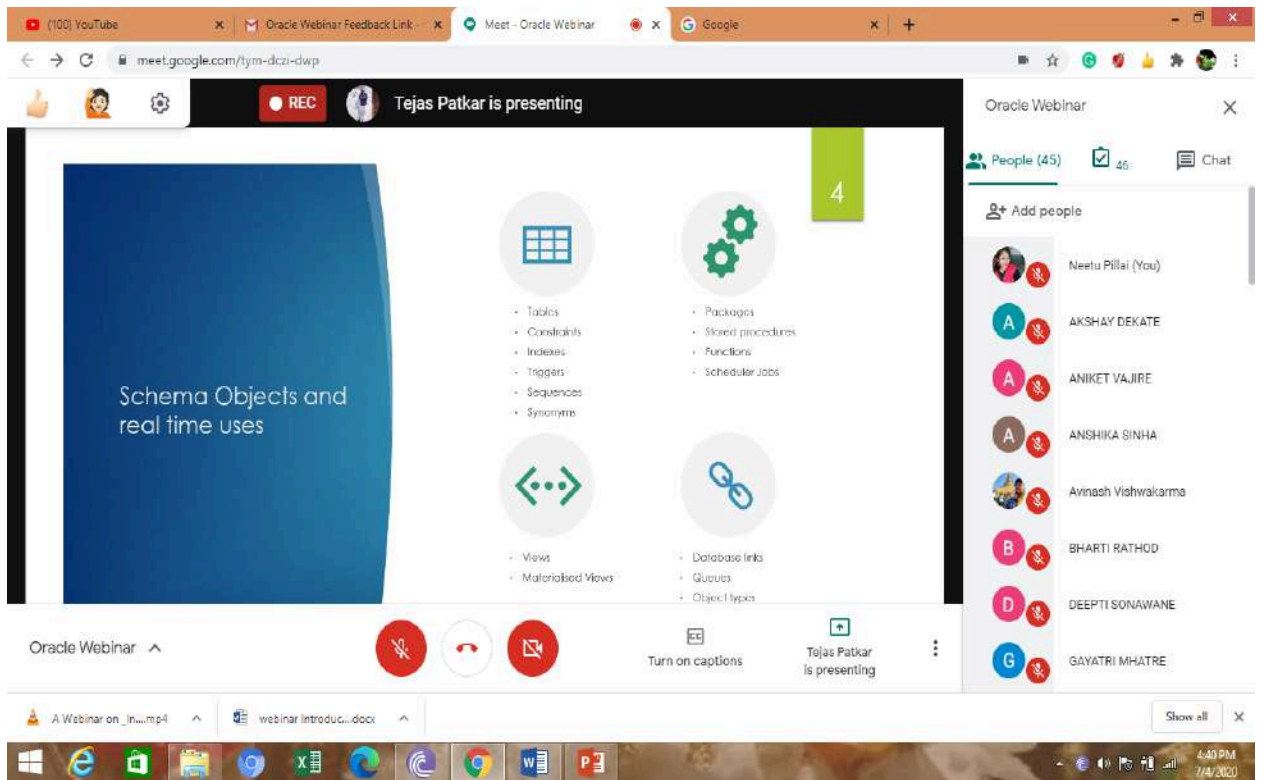 (100) YouTube
Oracle Webinar Feedback Link -
Meet - Oracle Webinar
Google
meet.google.com/tym-dczi-dwp
REC
Tejas Patkar is presenting
4
Schema Objects and
real time uses
Tables
Constraints
Indexes
Triggers
Sequences
Synonyms
Packages
Stored procedures
Functions
Scheduler Jobs
Views
Materialised Views
Database links
Queues
Object types
Oracle Webinar
People (45)
46
Chat
Add people
Neetu Pillai (You)
A AKSHAY DEKATE
A ANIKET VAJIRE
A ANSHIKA SINHA
Avinash Vishwakarma
B BHARTI RATHOD
D DEEPTI SONAWANE
G GAYATRI MHATRE
Oracle Webinar
CC
Turn on captions
Tejas Patkar
is presenting
A Webinar on _In....mp4
webinar Introduc....docx
Show all
4:40 PM
7/4/2020